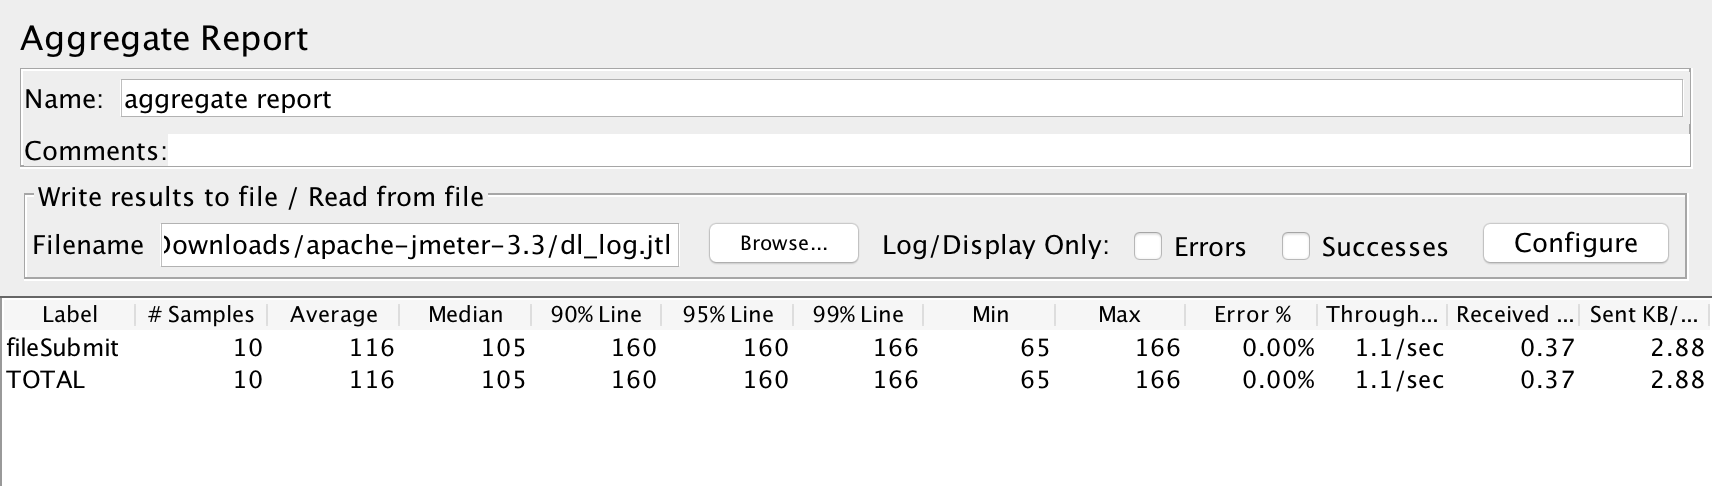 Aggregate Report
Name: aggregate report
Comments:
Write results to file / Read from file
Filename Downloads/apache-jmeter-3.3/dl_log.jtl Browse... Log/Display Only: Errors Successes Configure
Label # Samples Average Median 90% Line 95% Line 99% Line Min Max Error % Through... Received ... Sent KB/...
fileSubmit 10 116 105 160 160 166 65 166 0.00% 1.1/sec 0.37 2.88
TOTAL 10 116 105 160 160 166 65 166 0.00% 1.1/sec 0.37 2.88